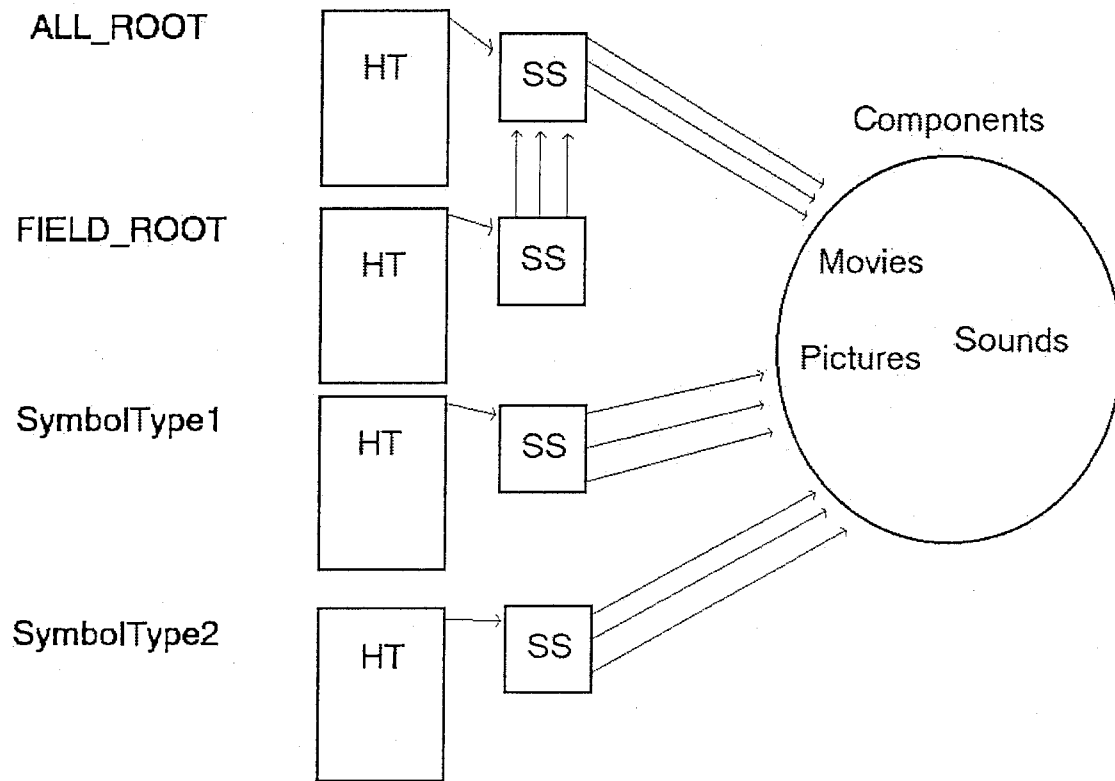 ALL_ROOT
HT
SS
Components
FIELD_ROOT
HT
SS
Movies
Pictures
Sounds
SymbolType1
HT
SS
SymbolType2
HT
SS